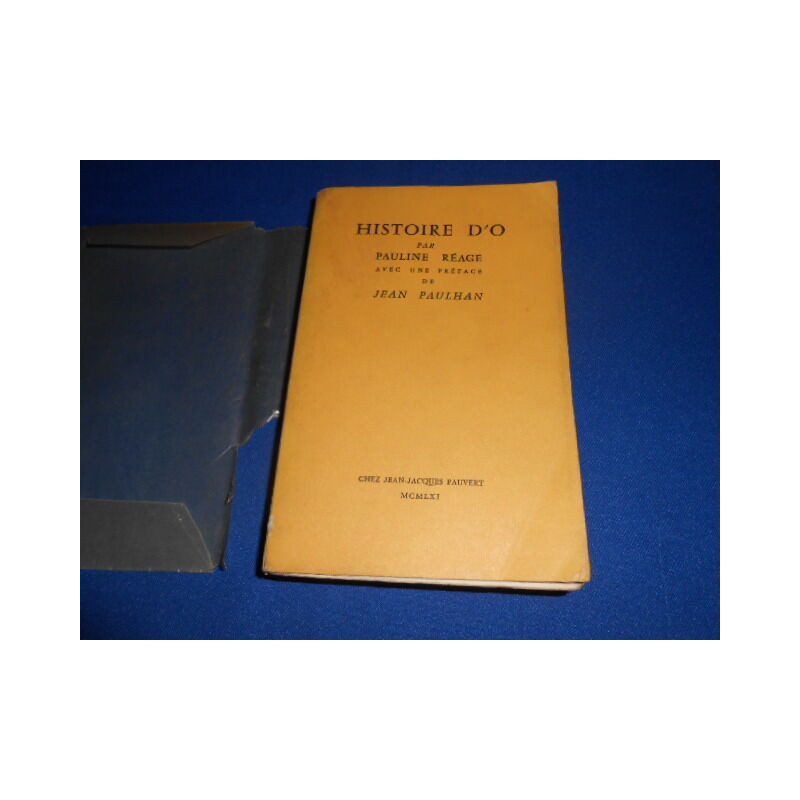 HISTOIRE D'O
PAR
PAULINE RÉAGE
AVEC UNE PRÉFACE
DE
JEAN PAULHAN
CHEZ JEAN-JACQUES PAUVERT
MCMLXI